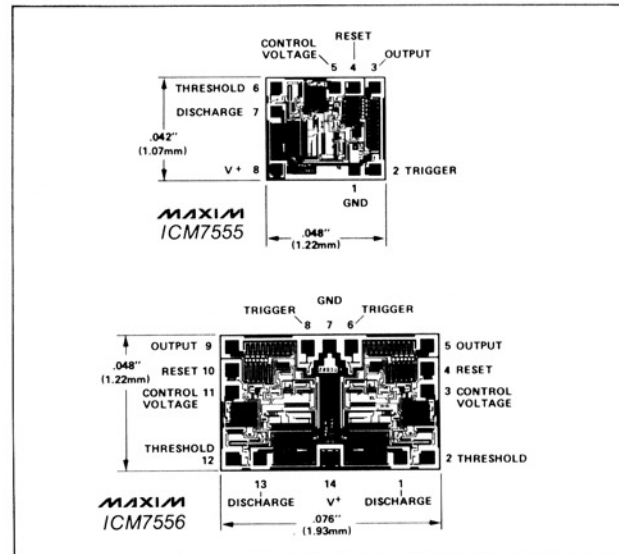 RESET
CONTROL
VOLTAGE
5 4 3 OUTPUT
THRESHOLD 6
DISCHARGE 7
.042"
(1.07mm)
V+ 8
2 TRIGGER
1
GND
MAXIM
ICM7555
.048"
(1.22mm)
GND
TRIGGER TRIGGER
8 7 6
OUTPUT 9
5 OUTPUT
.048"
(1.22mm)
RESET 10
4 RESET
CONTROL 11
VOLTAGE
3 CONTROL
VOLTAGE
THRESHOLD
12
2 THRESHOLD
13 14 1
DISCHARGE V+ DISCHARGE
MAXIM
ICM7556
.076"
(1.93mm)